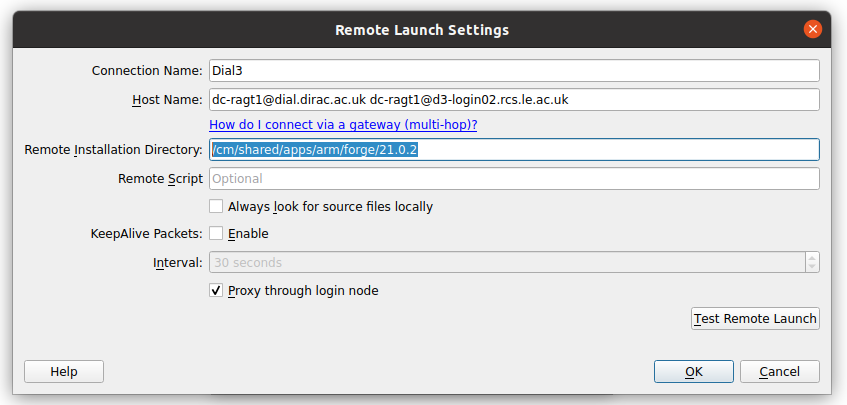 Remote Launch Settings
Connection Name: Dial3
Host Name: dc-ragt1@dial.dirac.ac.uk dc-ragt1@d3-login02.rcs.le.ac.uk
How do I connect via a gateway (multi-hop)?
Remote Installation Directory: /cm/shared/apps/arm/forge/21.0.2
Remote Script Optional
Always look for source files locally
KeepAlive Packets: Enable
Interval: 30 seconds
Proxy through login node
Test Remote Launch
Help OK Cancel